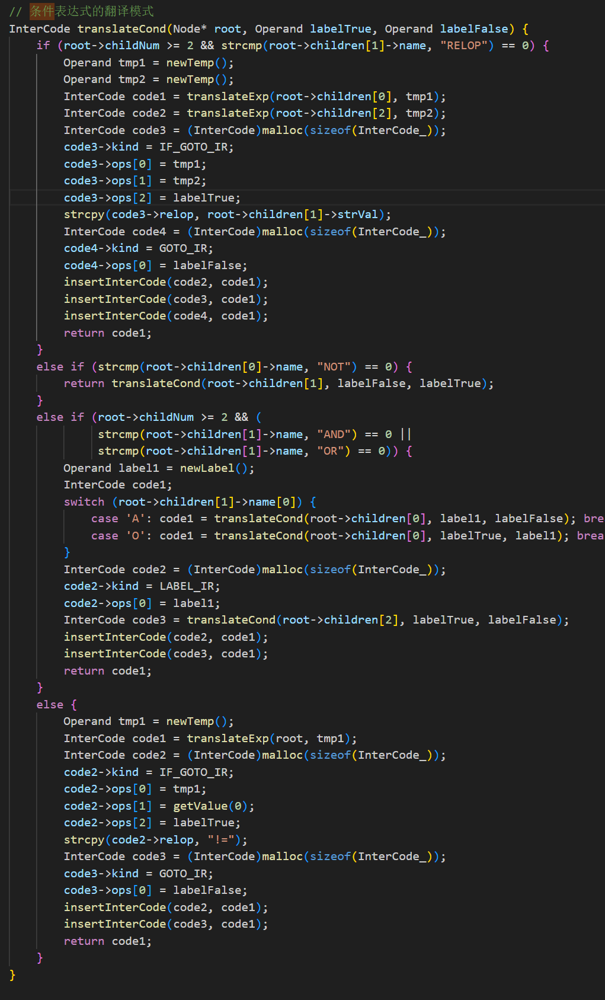 // 条件表达式的翻译模式
InterCode translateCond(Node* root, Operand labelTrue, Operand labelFalse) {
    if (root->childNum >= 2 && strcmp(root->children[1]->name, "RELOP") == 0) {
        Operand tmp1 = newTemp();
        Operand tmp2 = newTemp();
        InterCode code1 = translateExp(root->children[0], tmp1);
        InterCode code2 = translateExp(root->children[2], tmp2);
        InterCode code3 = (InterCode)malloc(sizeof(InterCode_));
        code3->kind = IF_GOTO_IR;
        code3->ops[0] = tmp1;
        code3->ops[1] = tmp2;
        code3->ops[2] = labelTrue;
        strcpy(code3->relop, root->children[1]->strVal);
        InterCode code4 = (InterCode)malloc(sizeof(InterCode_));
        code4->kind = GOTO_IR;
        code4->ops[0] = labelFalse;
        insertInterCode(code2, code1);
        insertInterCode(code3, code1);
        insertInterCode(code4, code1);
        return code1;
    }
    else if (strcmp(root->children[0]->name, "NOT") == 0) {
        return translateCond(root->children[1], labelFalse, labelTrue);
    }
    else if (root->childNum >= 2 && (
             strcmp(root->children[1]->name, "AND") == 0 ||
             strcmp(root->children[1]->name, "OR") == 0)) {
        Operand label1 = newLabel();
        InterCode code1;
        switch (root->children[1]->name[0]) {
            case 'A': code1 = translateCond(root->children[0], label1, labelFalse); brea
            case 'O': code1 = translateCond(root->children[0], labelTrue, label1); brea
        }
        InterCode code2 = (InterCode)malloc(sizeof(InterCode_));
        code2->kind = LABEL_IR;
        code2->ops[0] = label1;
        InterCode code3 = translateCond(root->children[2], labelTrue, labelFalse);
        insertInterCode(code2, code1);
        insertInterCode(code3, code1);
        return code1;
    }
    else {
        Operand tmp1 = newTemp();
        InterCode code1 = translateExp(root, tmp1);
        InterCode code2 = (InterCode)malloc(sizeof(InterCode_));
        code2->kind = IF_GOTO_IR;
        code2->ops[0] = tmp1;
        code2->ops[1] = getValue(0);
        code2->ops[2] = labelTrue;
        strcpy(code2->relop, "!=");
        InterCode code3 = (InterCode)malloc(sizeof(InterCode_));
        code3->kind = GOTO_IR;
        code3->ops[0] = labelFalse;
        insertInterCode(code2, code1);
        insertInterCode(code3, code1);
        return code1;
    }
}